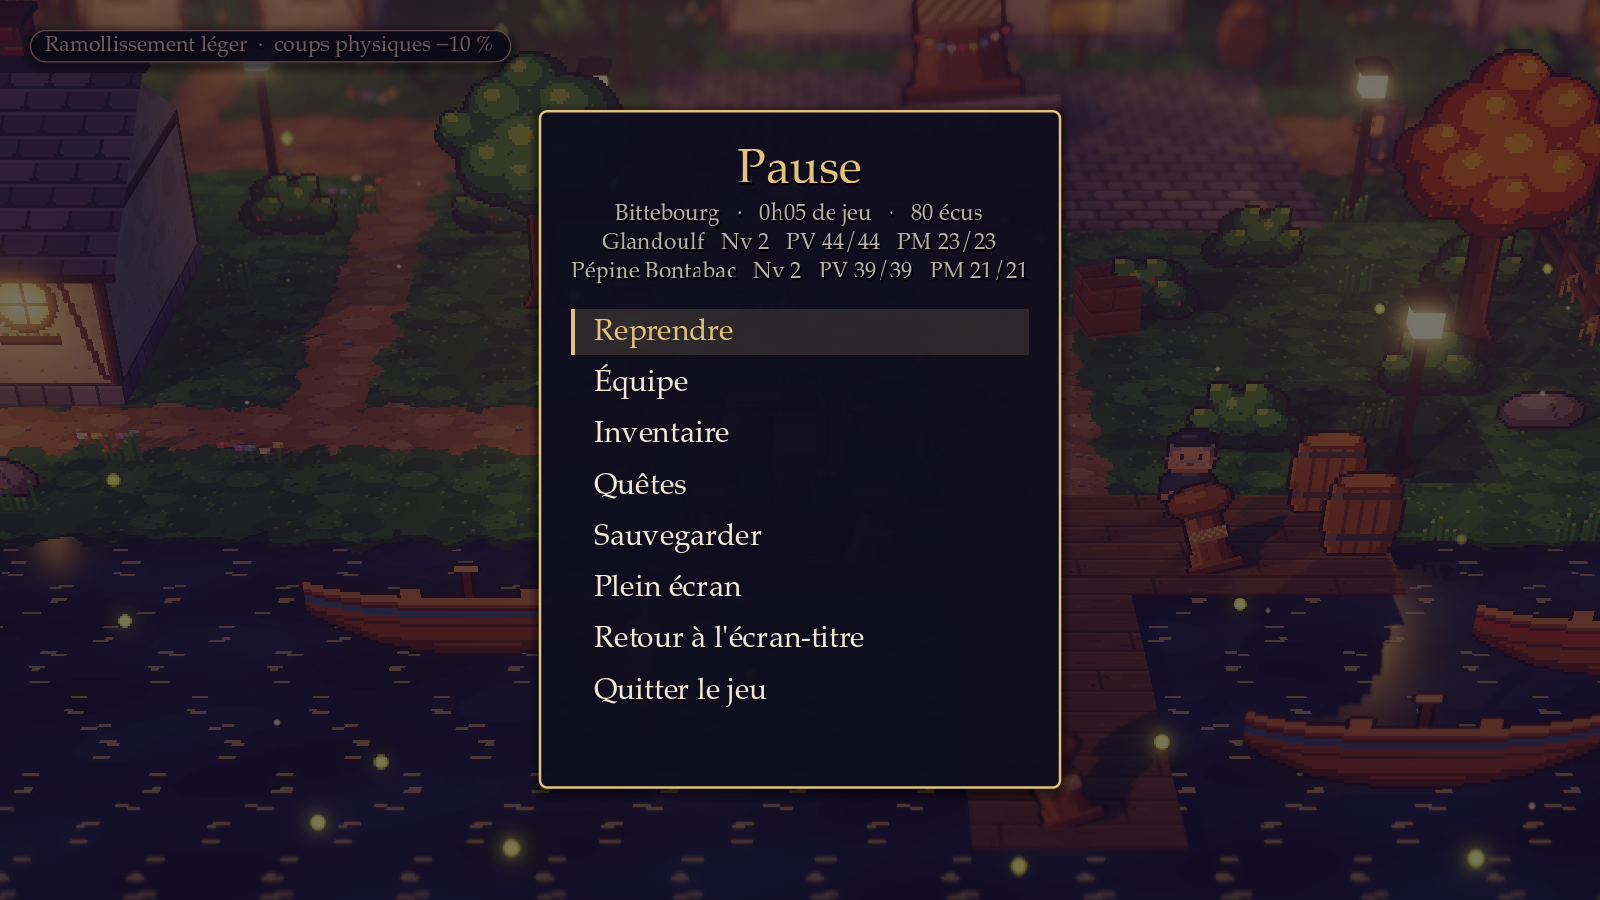 Ramollissement léger · coups physiques −10 %
Pause
Bittebourg · 0h05 de jeu · 80 écus
Glandoulf Nv 2 PV 44/44 PM 23/23
Pépine Bontabac Nv 2 PV 39/39 PM 21/21
Reprendre
Équipe
Inventaire
Quêtes
Sauvegarder
Plein écran
Retour à l'écran-titre
Quitter le jeu